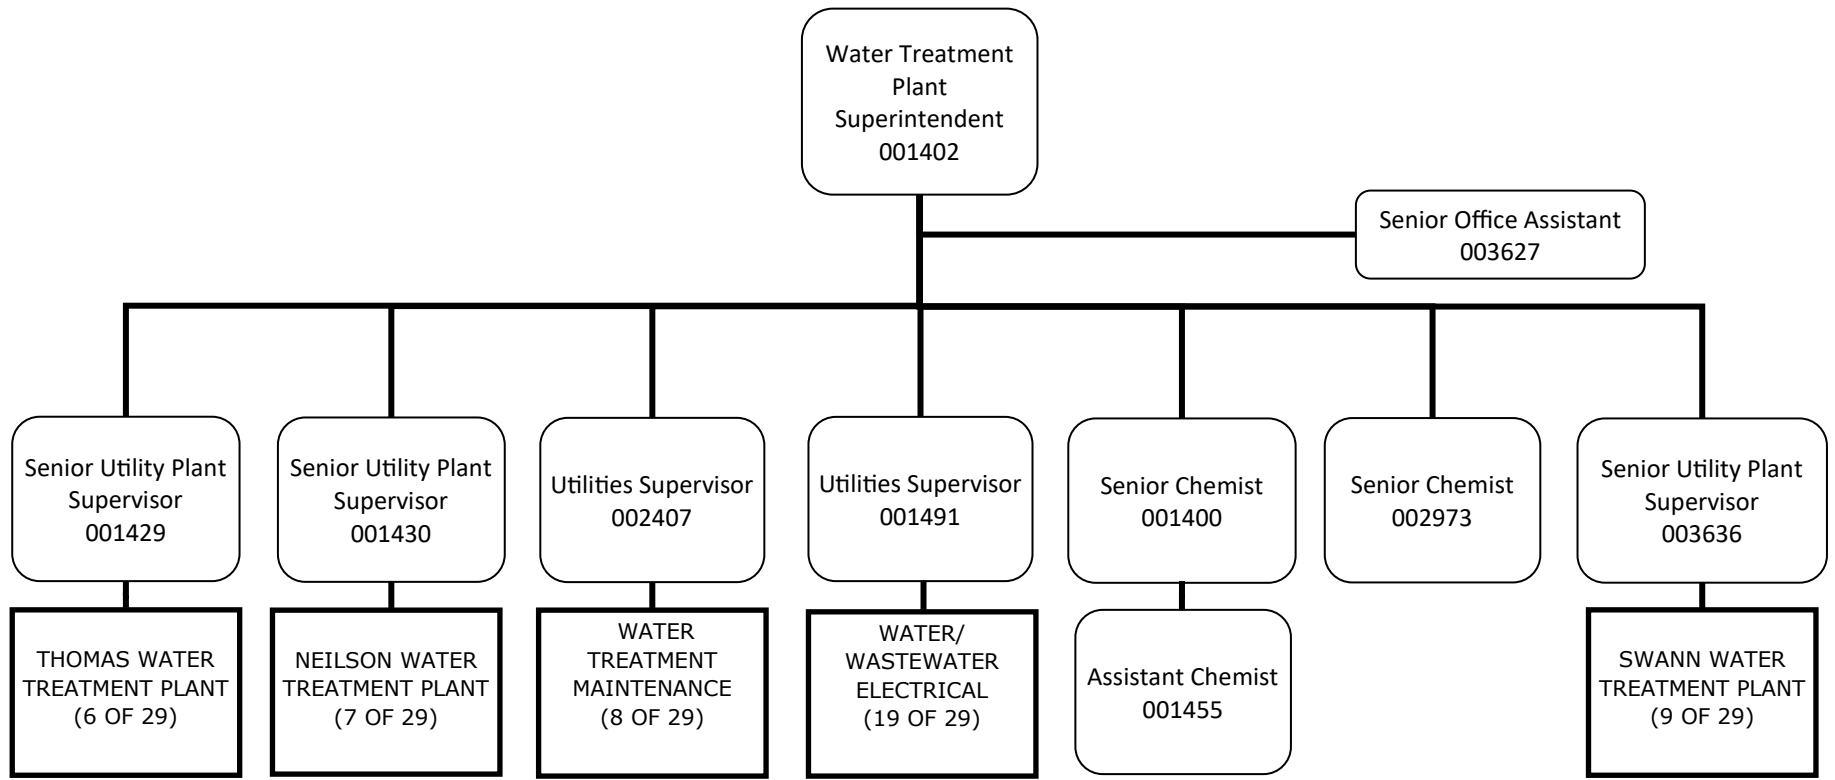 Water Treatment
Plant
Superintendent
001402
Senior Office Assistant
003627
Senior Utility Plant
Supervisor
001429
Senior Utility Plant
Supervisor
001430
Utilities Supervisor
002407
Utilities Supervisor
001491
Senior Chemist
001400
Senior Chemist
002973
Senior Utility Plant
Supervisor
003636
THOMAS WATER
TREATMENT PLANT
(6 OF 29)
NEILSON WATER
TREATMENT PLANT
(7 OF 29)
WATER
TREATMENT
MAINTENANCE
(8 OF 29)
WATER/
WASTEWATER
ELECTRICAL
(19 OF 29)
Assistant Chemist
001455
SWANN WATER
TREATMENT PLANT
(9 OF 29)